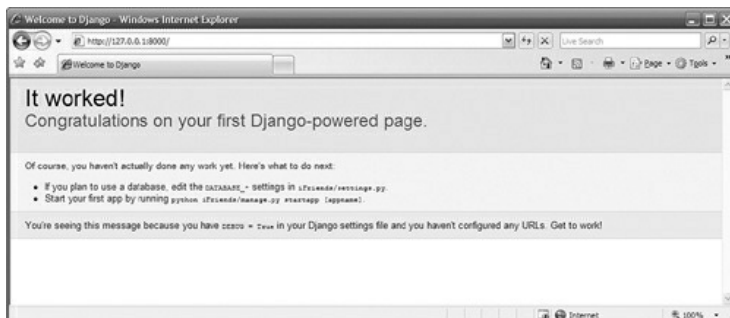 Welcome to Django - Windows Internet Explorer
http://127.0.0.1:8000/
Live Search
Welcome to Django
Page
Tools
It worked!
Congratulations on your first Django-powered page.
Of course, you haven't actually done any work yet. Here's what to do next:
• If you plan to use a database, edit the DATABASE_* settings in iFriends/settings.py.
• Start your first app by running python iFriends/manage.py startapp [appname].
You're seeing this message because you have DEBUG = True in your Django settings file and you haven't configured any URLs. Get to work!
Internet
100%